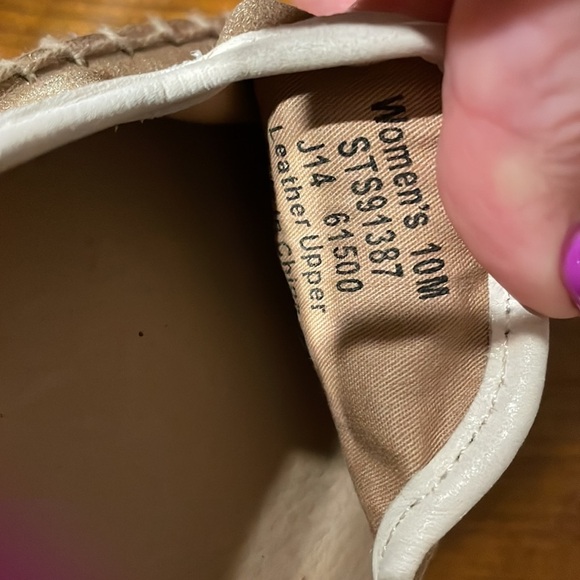 Women's 10M
STS91387
J14 61500
Leather Upper